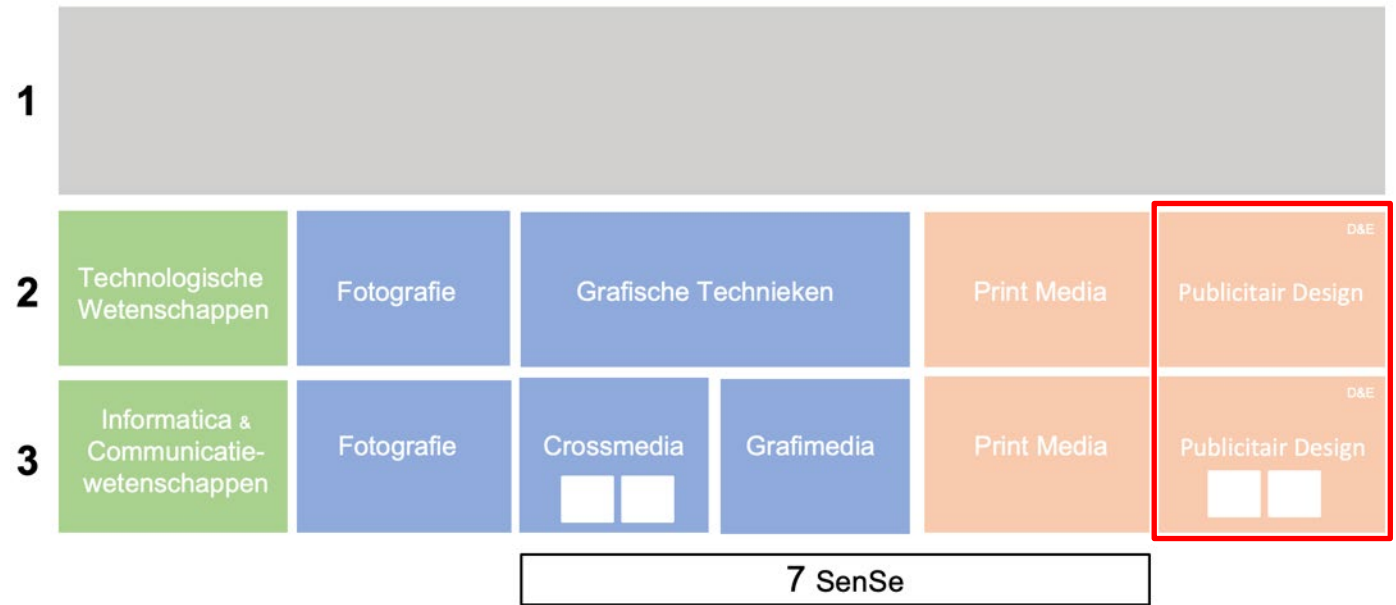 1
2
Technologische
Wetenschappen
Fotografie
Grafische Technieken
Print Media
D&E
Publicitair Design
3
Informatica &
Communicatie-
wetenschappen
Fotografie
Crossmedia
Grafimedia
Print Media
D&E
Publicitair Design
7 SenSe